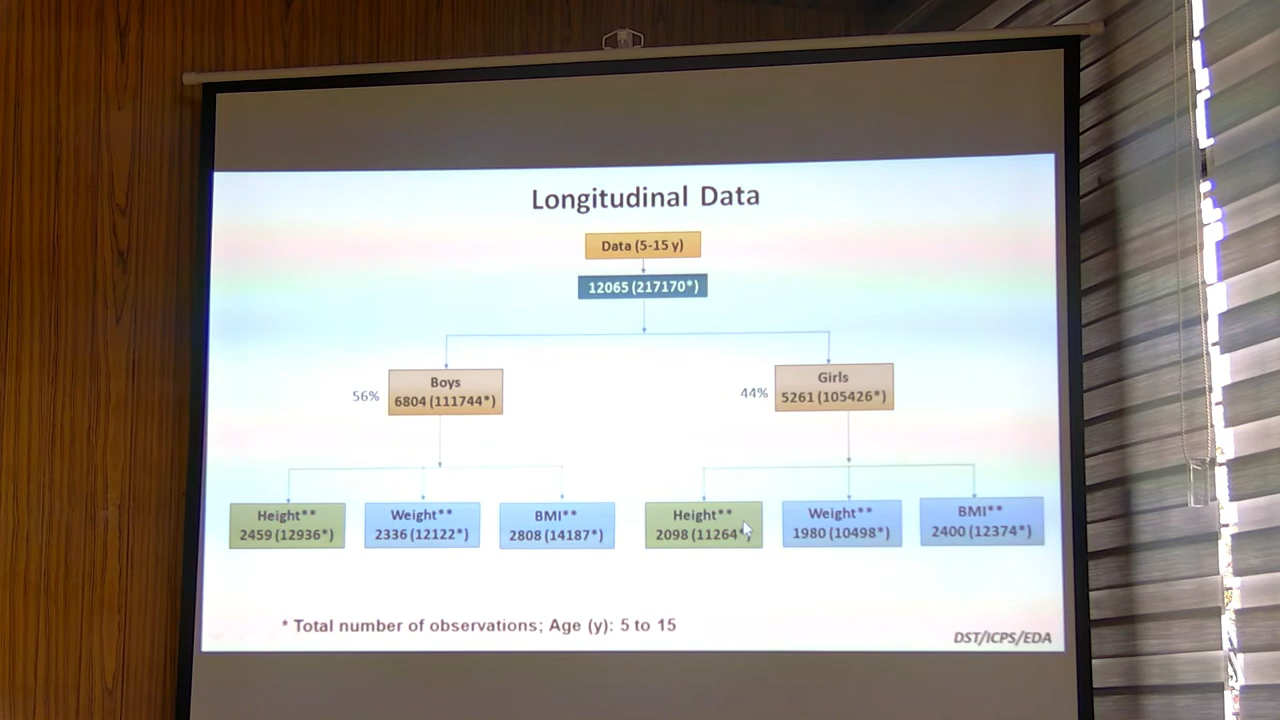 Longitudinal Data
Data (5-15 y)
12065 (217170*)
56%
Boys
6804 (111744*)
44%
Girls
5261 (105426*)
Height**
2459 (12936*)
Weight**
2336 (12122*)
BMI**
2808 (14187*)
Height**
2098 (11264*)
Weight**
1980 (10498*)
BMI**
2400 (12374*)
* Total number of observations; Age (y): 5 to 15
DST/ICPS/EDA